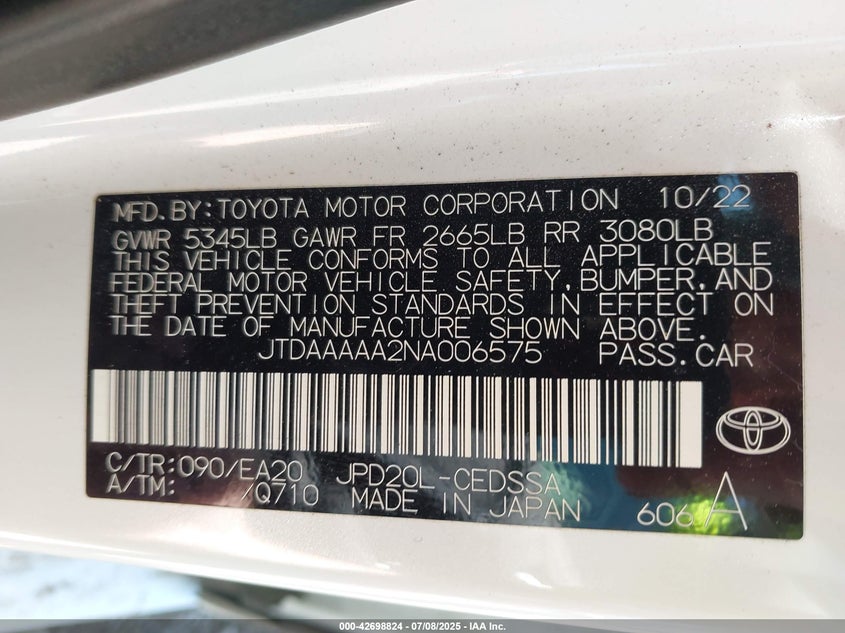 MFD. BY: TOYOTA MOTOR CORPORATION 10/22
GVWR 5345LB GAWR FR 2665LB RR 3080LB
THIS VEHICLE CONFORMS TO ALL APPLICABLE
FEDERAL MOTOR VEHICLE SAFETY, BUMPER, AND
THEFT PREVENTION STANDARDS IN EFFECT ON
THE DATE OF MANUFACTURE SHOWN ABOVE.
JTDAAAAA2NA006575 PASS. CAR
C/TR: 090/EA20 JPD20L-CEDSSA
A/TM: /Q710 MADE IN JAPAN 606 A
000-42698824 | 07/08/2025 - IAA Inc.